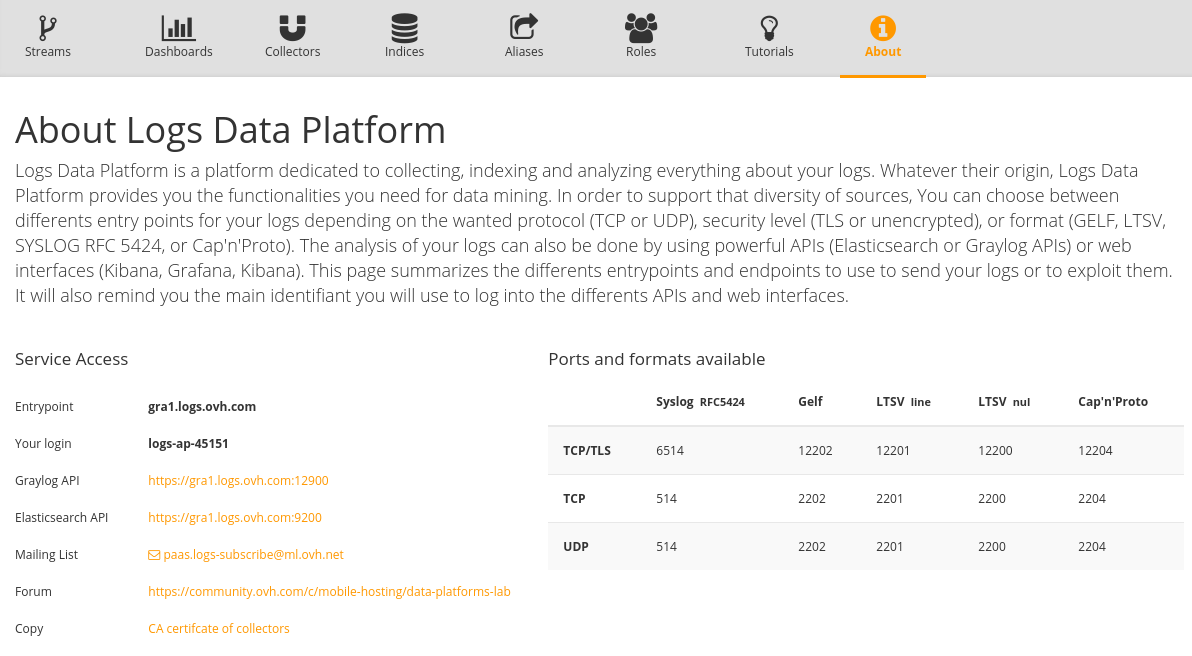 Streams Dashboards Collectors Indices Aliases Roles Tutorials About
About Logs Data Platform
Logs Data Platform is a platform dedicated to collecting, indexing and analyzing everything about your logs. Whatever their origin, Logs Data
Platform provides you the functionalities you need for data mining. In order to support that diversity of sources, You can choose between
differents entry points for your logs depending on the wanted protocol (TCP or UDP), security level (TLS or unencrypted), or format (GELF, LTSV,
SYSLOG RFC 5424, or Cap'n'Proto). The analysis of your logs can also be done by using powerful APIs (Elasticsearch or Graylog APIs) or web
interfaces (Kibana, Grafana, Kibana). This page summarizes the differents entrypoints and endpoints to use to send your logs or to exploit them.
It will also remind you the main identifiant you will use to log into the differents APIs and web interfaces.
Service Access
Entrypoint gra1.logs.ovh.com
Your login logs-ap-45151
Graylog API https://gra1.logs.ovh.com:12900
Elasticsearch API https://gra1.logs.ovh.com:9200
Mailing List paas.logs-subscribe@ml.ovh.net
Forum https://community.ovh.com/c/mobile-hosting/data-platforms-lab
Copy CA certifcate of collectors
Ports and formats available
Syslog RFC5424 Gelf LTSV line LTSV nul Cap'n'Proto
TCP/TLS 6514 12202 12201 12200 12204
TCP 514 2202 2201 2200 2204
UDP 514 2202 2201 2200 2204